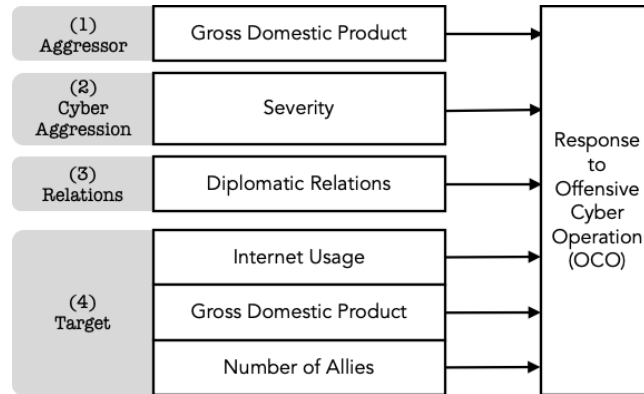 (1)
Aggressor
Gross Domestic Product
(2)
Cyber
Aggression
Severity
(3)
Relations
Diplomatic Relations
(4)
Target
Internet Usage
Gross Domestic Product
Number of Allies
Response
to
Offensive
Cyber
Operation
(OCO)